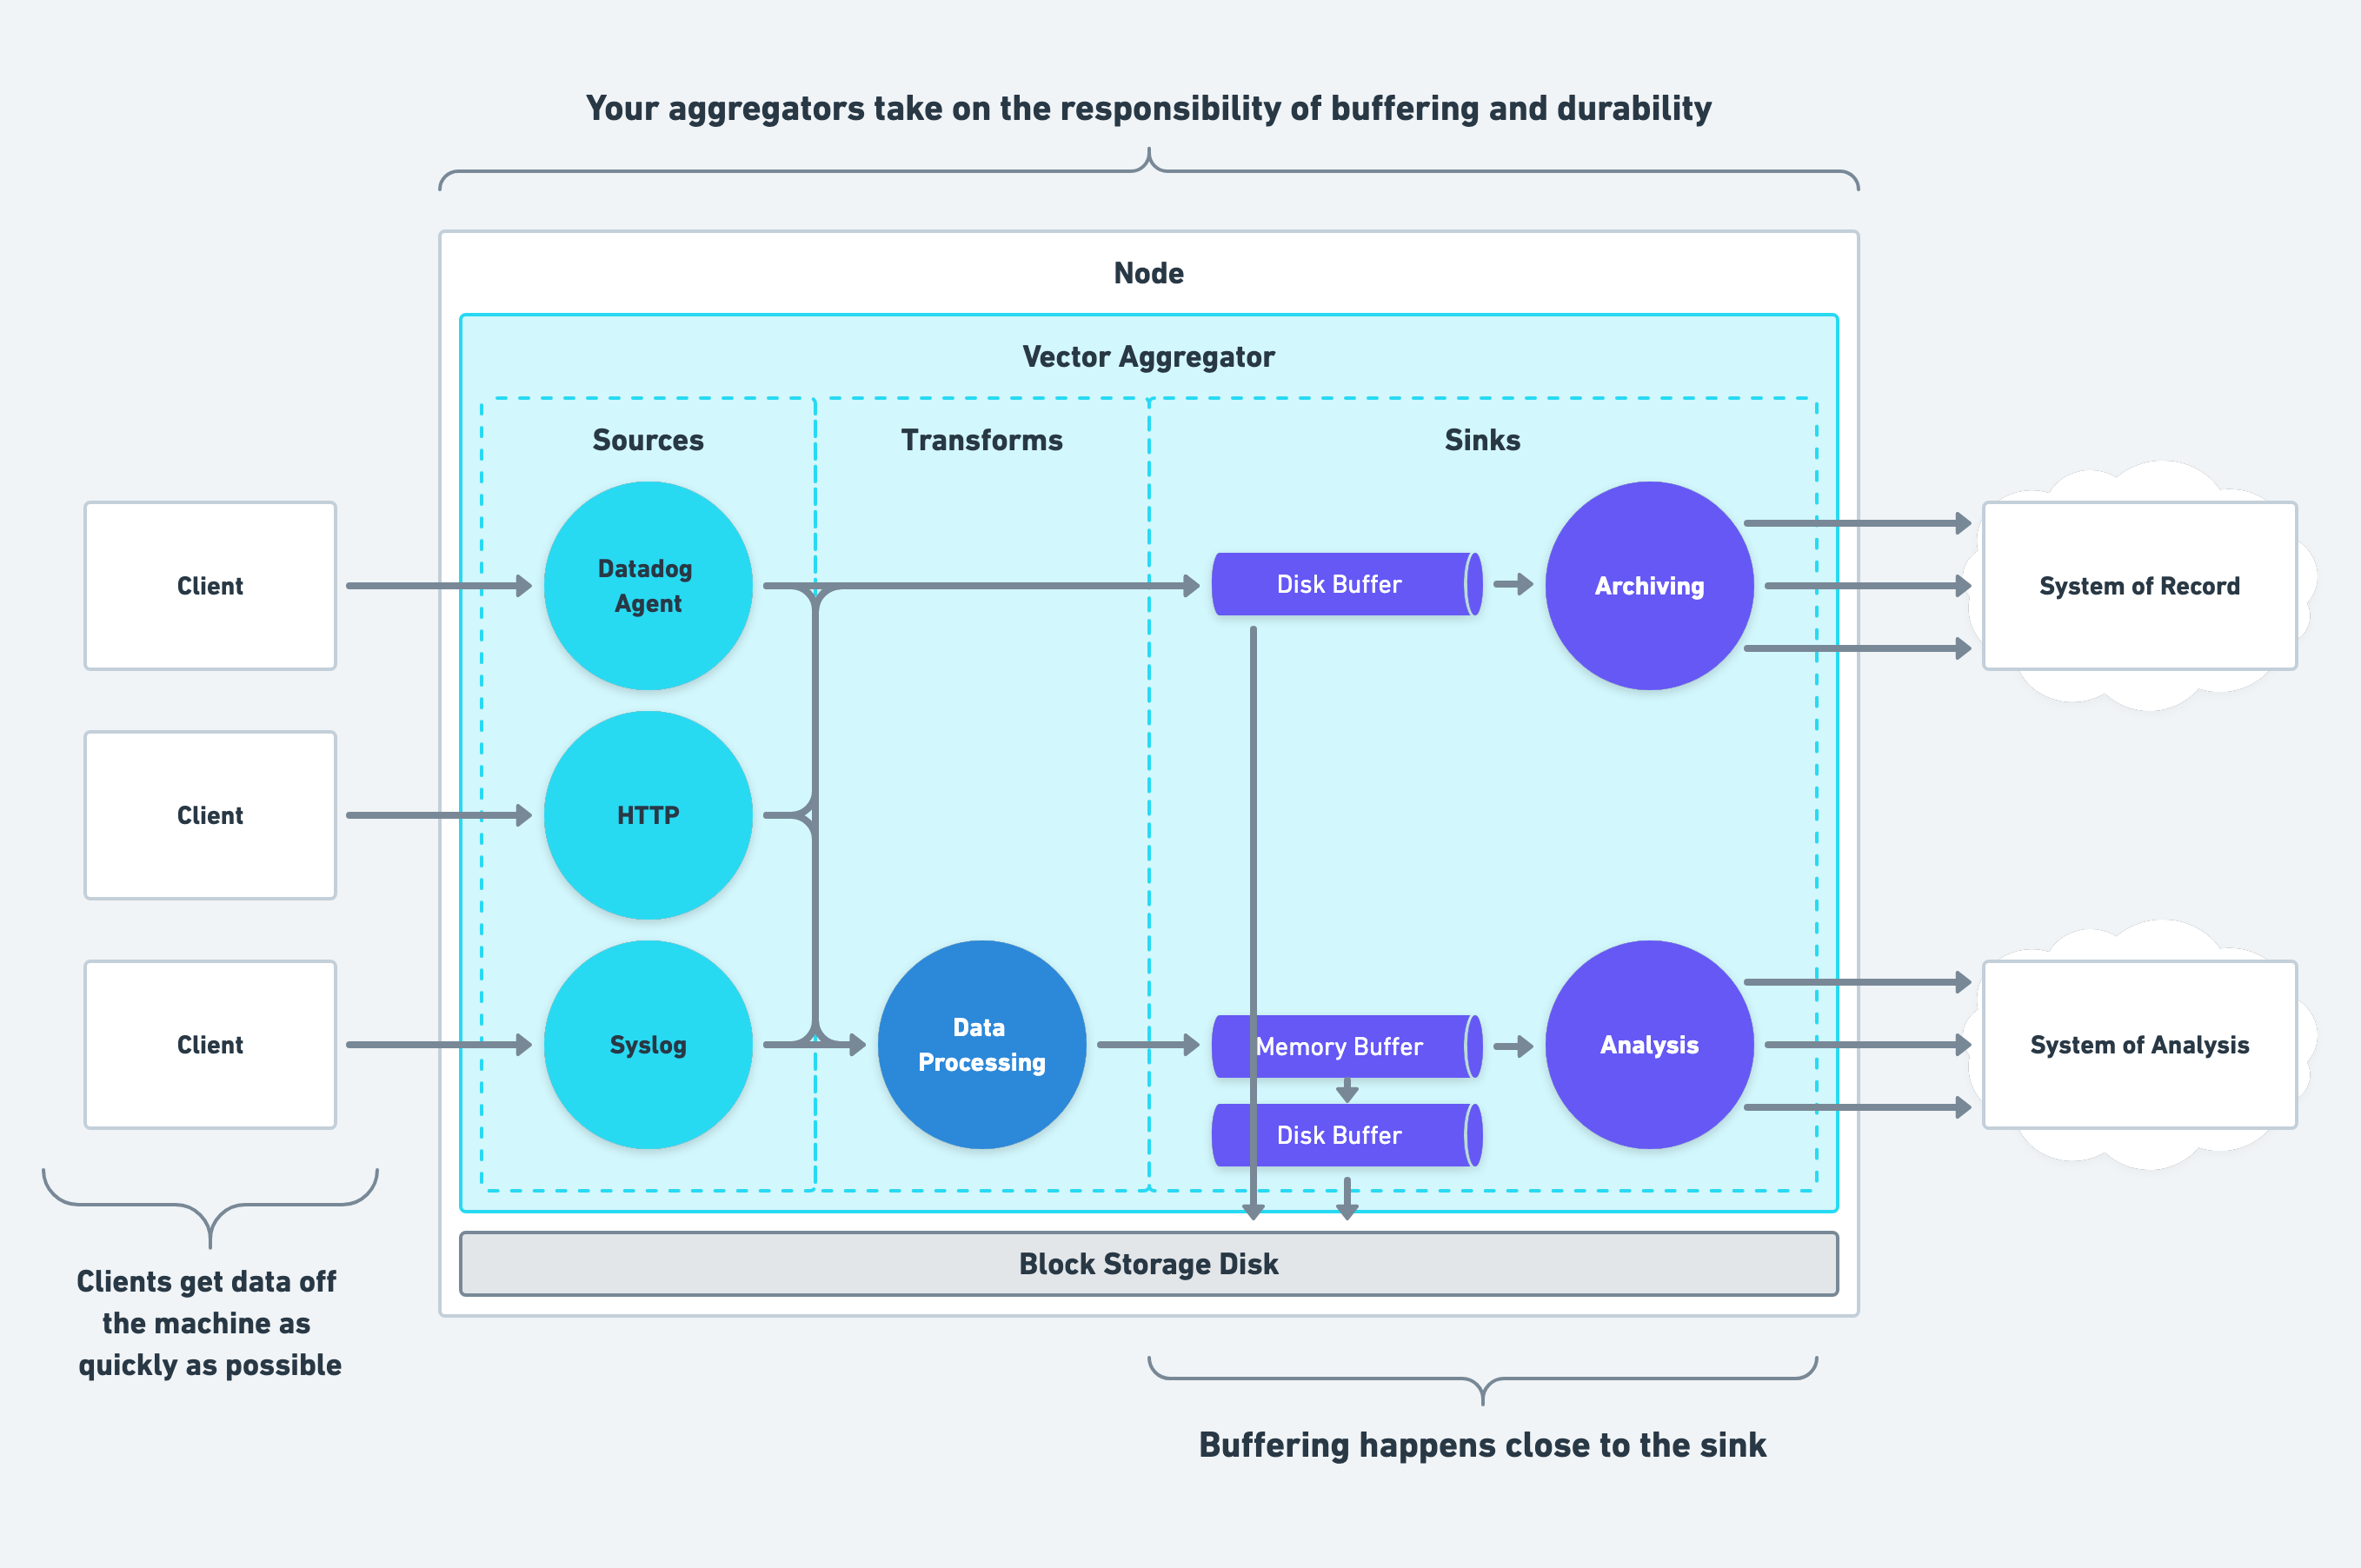 Your aggregators take on the responsibility of buffering and durability
Node
Vector Aggregator
Sources
Transforms
Sinks
Client
Datadog
Agent
Disk Buffer
Archiving
System of Record
Client
HTTP
Client
Syslog
Data
Processing
Memory Buffer
Disk Buffer
Analysis
System of Analysis
Block Storage Disk
Clients get data off
the machine as
quickly as possible
Buffering happens close to the sink